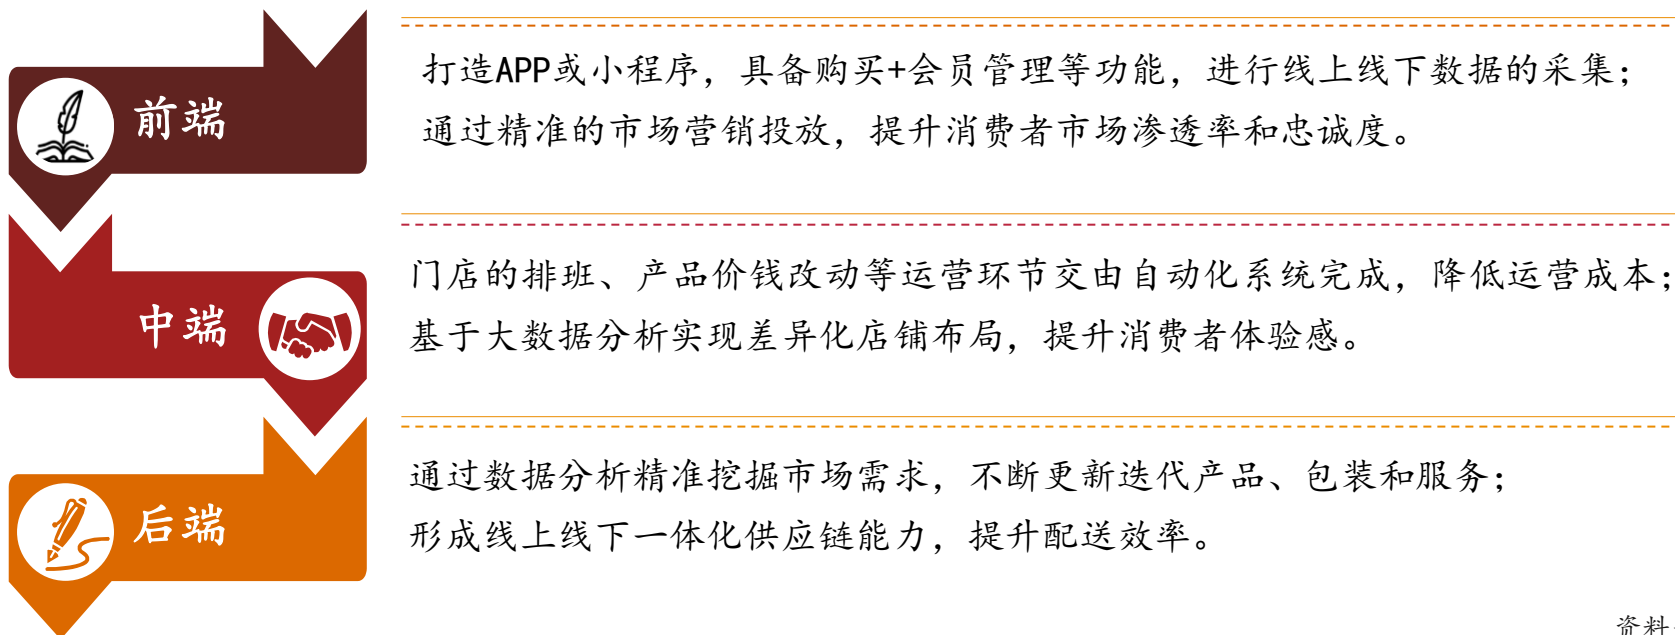 前端
打造APP或小程序，具备购买+会员管理等功能，进行线上线下数据的采集；
通过精准的市场营销投放，提升消费者市场渗透率和忠诚度。
中端
门店的排班、产品价钱改动等运营环节交由自动化系统完成，降低运营成本；
基于大数据分析实现差异化店铺布局，提升消费者体验感。
后端
通过数据分析精准挖掘市场需求，不断更新迭代产品、包装和服务；
形成线上线下一体化供应链能力，提升配送效率。
资料